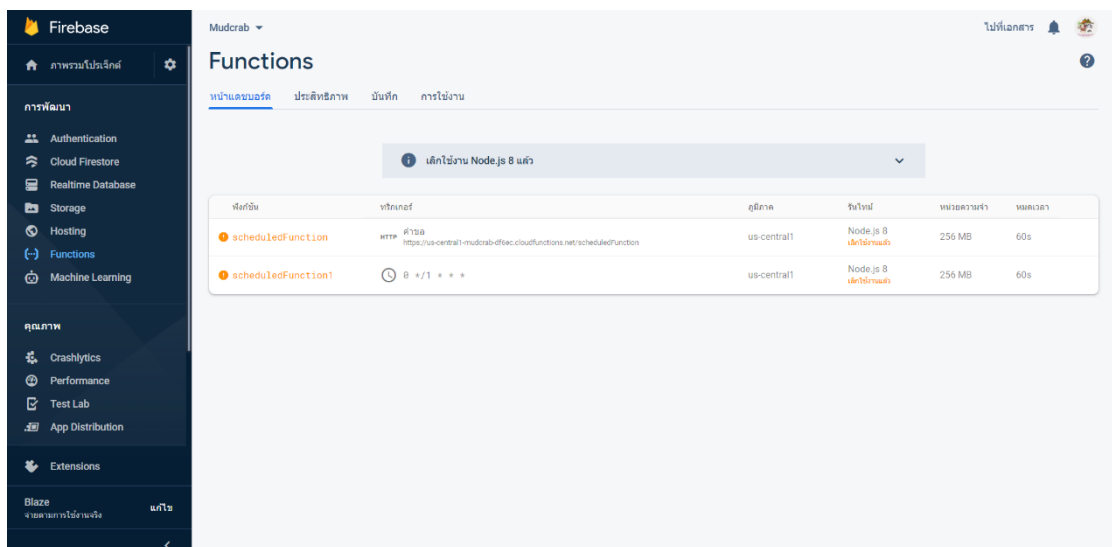 Firebase
Mudcrab
ไปที่เอกสาร
ภาพรวมโปรเจ็กต์
Functions
หน้าแดชบอร์ด ประสิทธิภาพ บันทึก การใช้งาน
การพัฒนา
Authentication
Cloud Firestore
Realtime Database
Storage
Hosting
Functions
Machine Learning
คุณภาพ
Crashlytics
Performance
Test Lab
App Distribution
Extensions
Blaze
จ่ายตามการใช้งานจริง
แก้ไข
เลิกใช้งาน Node.js 8 แล้ว
ฟังก์ชัน ทริกเกอร์ ภูมิภาค รันไทม์ หน่วยความจำ หมดเวลา
scheduledFunction HTTP คำขอ us-central1 Node.js 8 256 MB 60s
https://us-central1-mudcrab-df6ec.cloudfunctions.net/scheduledFunction เลิกใช้งานแล้ว
scheduledFunction1 0 */1 * * * us-central1 Node.js 8 256 MB 60s
เลิกใช้งานแล้ว